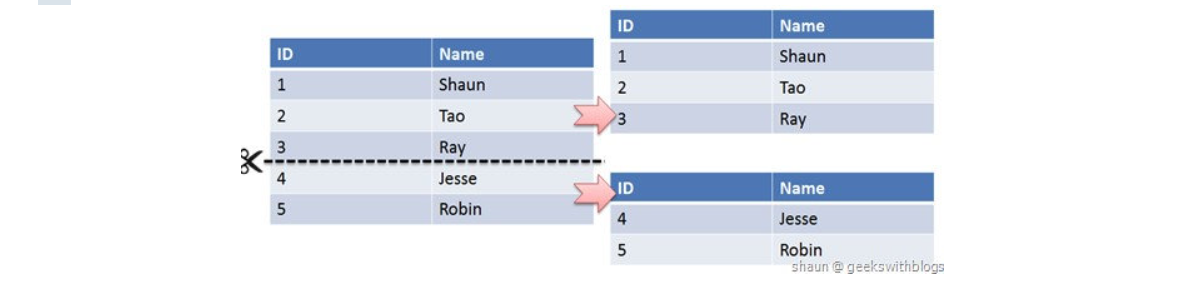 ID Name
1 Shaun
2 Tao
3 Ray
4 Jesse
5 Robin
ID Name
1 Shaun
2 Tao
3 Ray
ID Name
4 Jesse
5 Robin
shaun @ geekswithblogs